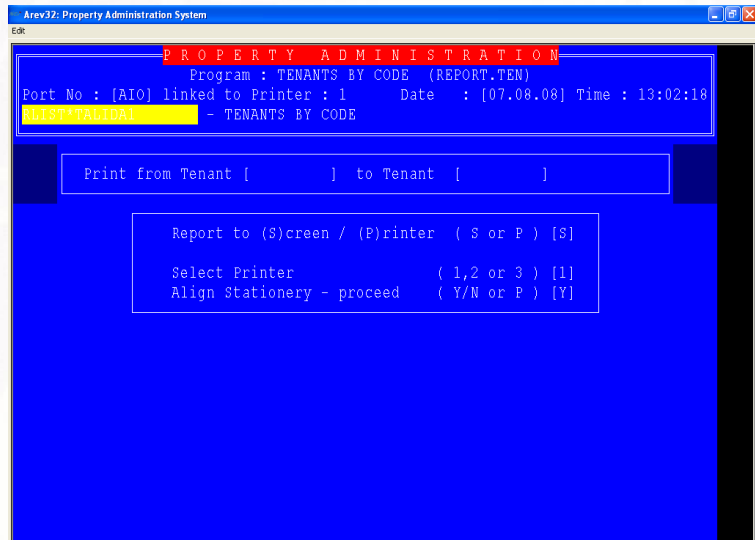 Arev32: Property Administration System
Edit
P R O P E R T Y A D M I N I S T R A T I O N
Program : TENANTS BY CODE (REPORT.TEN)
Port No : [AIO] linked to Printer : 1 Date : [07.08.08] Time : 13:02:18
- TENANTS BY CODE
Print from Tenant [ ] to Tenant [ ]
Report to (S)creen / (P)rinter ( S or P ) [S]
Select Printer ( 1,2 or 3 ) [1]
Align Stationery - proceed ( Y/N or P ) [Y]